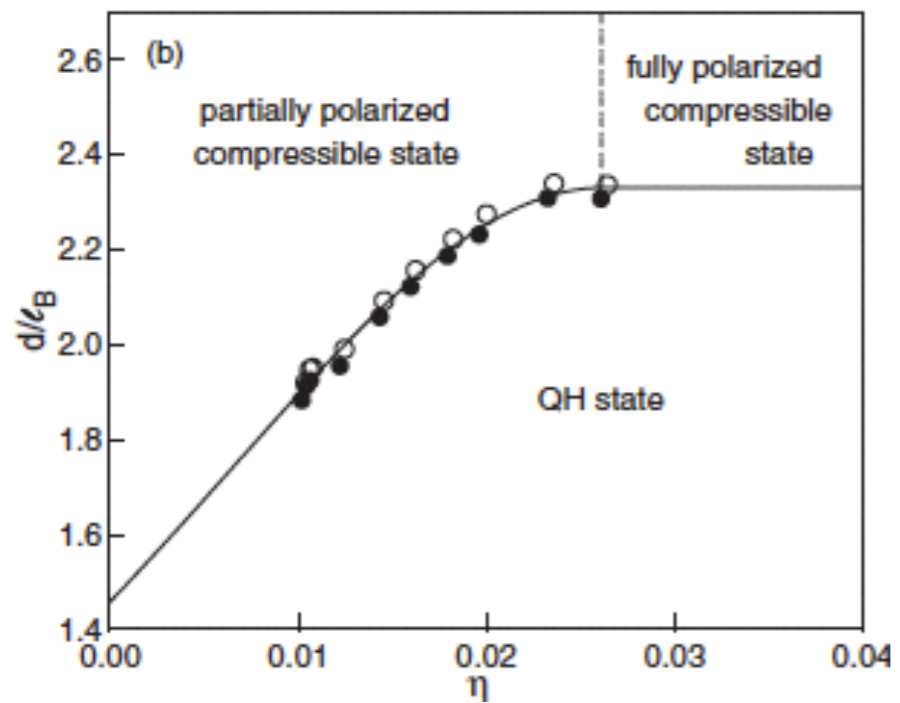 (b)
partially polarized
compressible state
fully polarized
compressible
state
QH state
d/ℓB
2.6
2.4
2.2
2.0
1.8
1.6
1.4
0.00 0.01 0.02 0.03 0.04
η